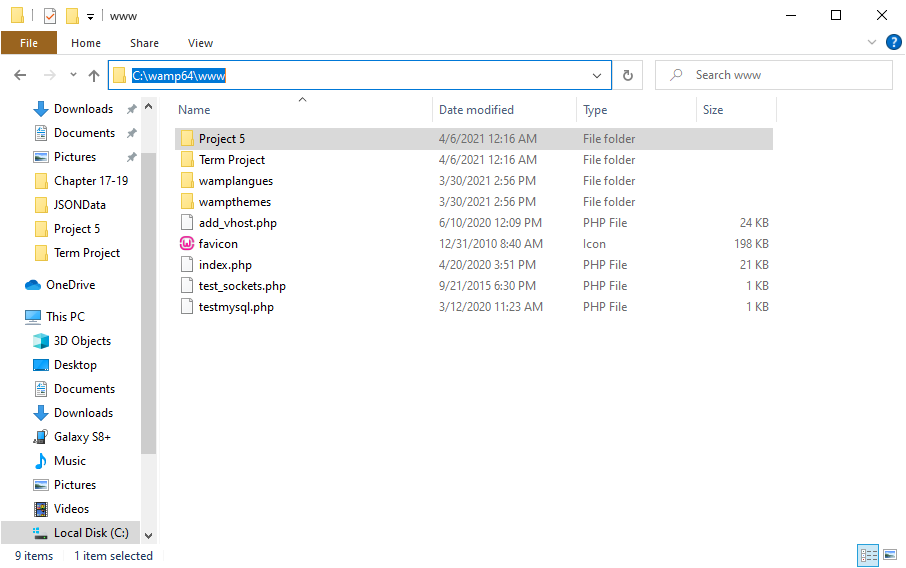 www
File Home Share View
C:\wamp64\www Search www
Name Date modified Type Size
Project 5 4/6/2021 12:16 AM File folder
Term Project 4/6/2021 12:16 AM File folder
wamplangues 3/30/2021 2:56 PM File folder
wampthemes 3/30/2021 2:56 PM File folder
add_vhost.php 6/10/2020 12:09 PM PHP File 24 KB
favicon 12/31/2010 8:40 AM Icon 198 KB
index.php 4/20/2020 3:51 PM PHP File 21 KB
test_sockets.php 9/21/2015 6:30 PM PHP File 1 KB
testmysql.php 3/12/2020 11:23 AM PHP File 1 KB
Downloads
Documents
Pictures
Chapter 17-19
JSONData
Project 5
Term Project
OneDrive
This PC
3D Objects
Desktop
Documents
Downloads
Galaxy S8+
Music
Pictures
Videos
Local Disk (C:)
9 items 1 item selected